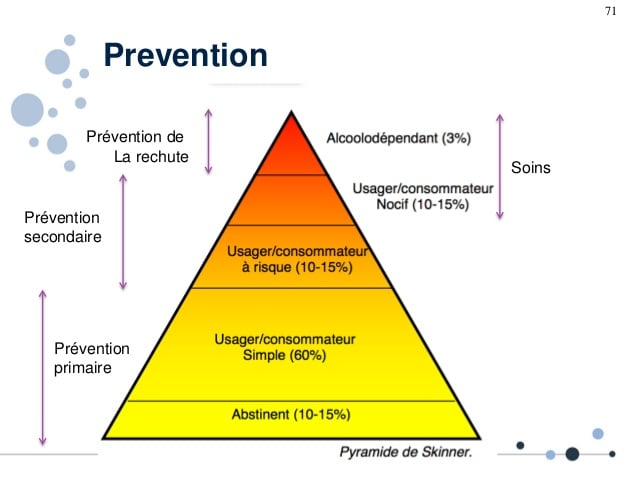 71
Prevention
Prévention de
La rechute
Alcoolodépendant (3%)
Soins
Usager/consommateur
Nocif (10-15%)
Prévention
secondaire
Usager/consommateur
à risque (10-15%)
Usager/consommateur
Simple (60%)
Prévention
primaire
Abstinent (10-15%)
Pyramide de Skinner.